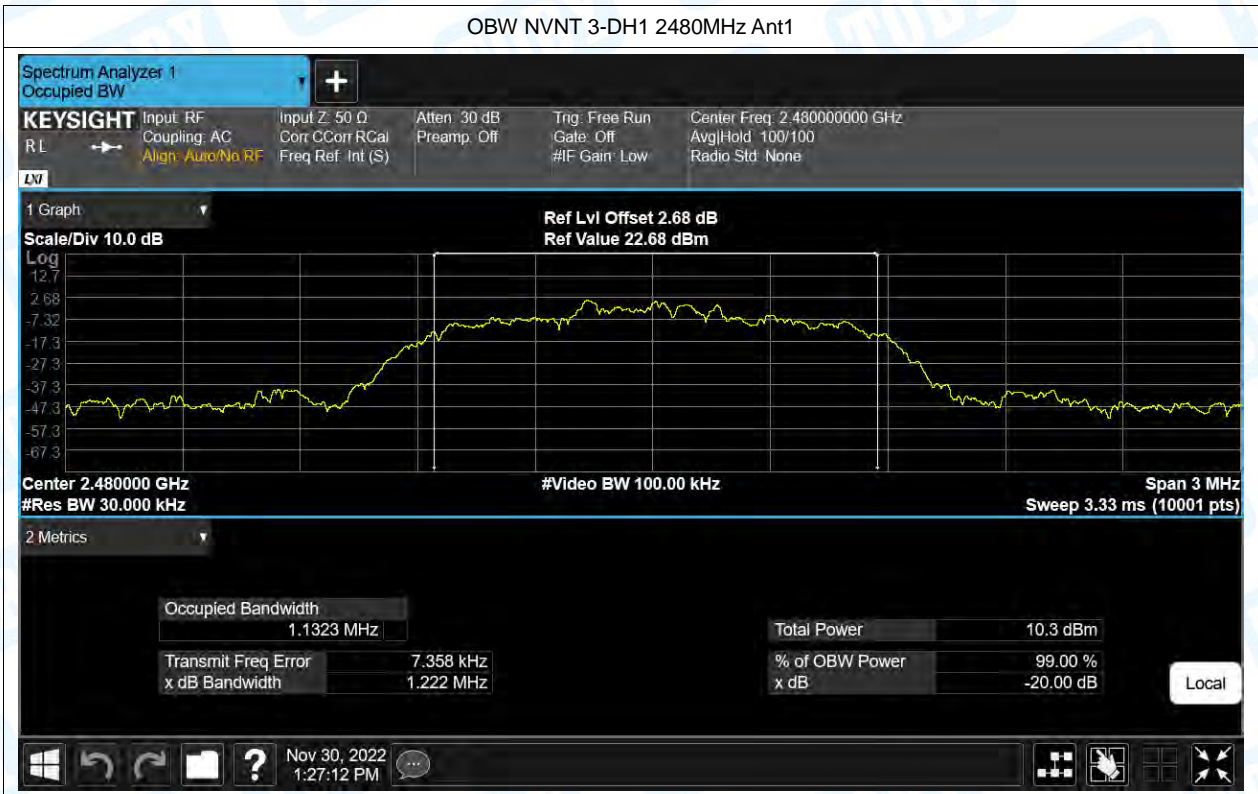 OBW NVNT 3-DH1 2480MHz Ant1
Spectrum Analyzer 1
Occupied BW
+
KEYSIGHT Input: RF Input Z: 50 Ω Atten: 30 dB Trig: Free Run Center Freq: 2.480000000 GHz
RL Coupling: AC Corr CCorr RCal Preamp: Off Gate: Off Avg|Hold: 100/100
Align: Auto/No RF Freq Ref: Int (S) #IF Gain: Low Radio Std: None
LXI
1 Graph
Ref Lvl Offset 2.68 dB
Scale/Div 10.0 dB Ref Value 22.68 dBm
Log
12.7
2.68
-7.32
-17.3
-27.3
-37.3
-47.3
-57.3
-67.3
Center 2.480000 GHz #Video BW 100.00 kHz Span 3 MHz
#Res BW 30.000 kHz Sweep 3.33 ms (10001 pts)
2 Metrics
Occupied Bandwidth
1.1323 MHz Total Power 10.3 dBm
Transmit Freq Error 7.358 kHz % of OBW Power 99.00 %
x dB Bandwidth 1.222 MHz x dB -20.00 dB
Local
? Nov 30, 2022
1:27:12 PM